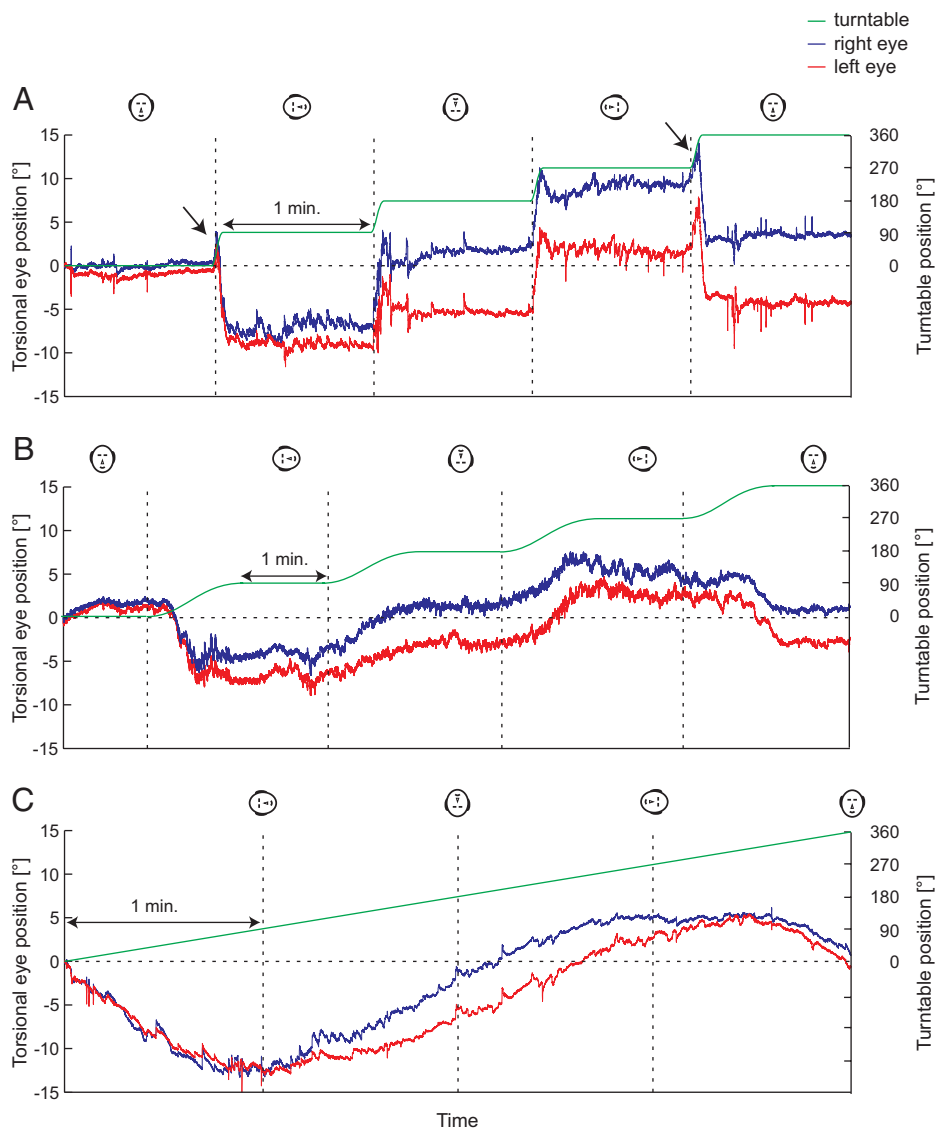 turntable
right eye
left eye
A
15
10
5
0
-5
-10
-15
Torsional eye position [°]
1 min.
360
270
180
90
0
Turntable position [°]
B
15
10
5
0
-5
-10
-15
Torsional eye position [°]
1 min.
360
270
180
90
0
Turntable position [°]
C
15
10
5
0
-5
-10
-15
Torsional eye position [°]
1 min.
360
270
180
90
0
Turntable position [°]
Time